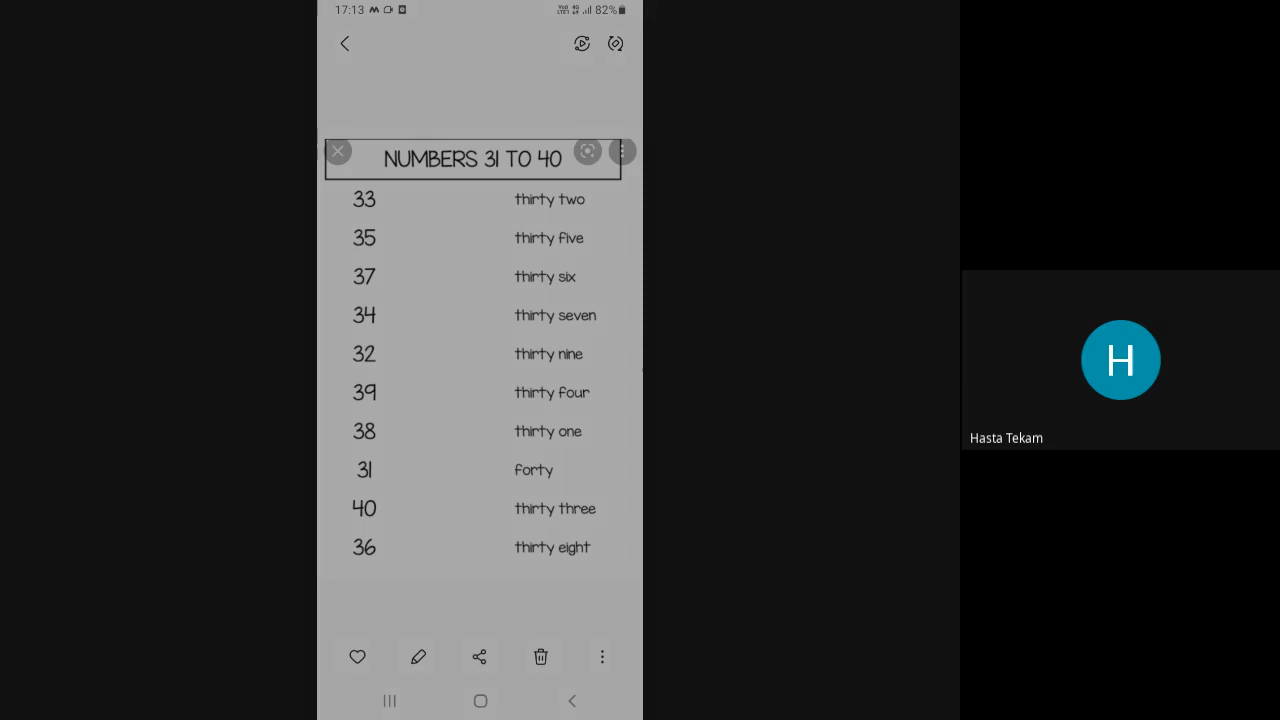 17:13 82%
NUMBERS 31 TO 40
33 thirty two
35 thirty five
37 thirty six
34 thirty seven
32 thirty nine
39 thirty four
38 thirty one
31 forty
40 thirty three
36 thirty eight
H
Hasta Tekam